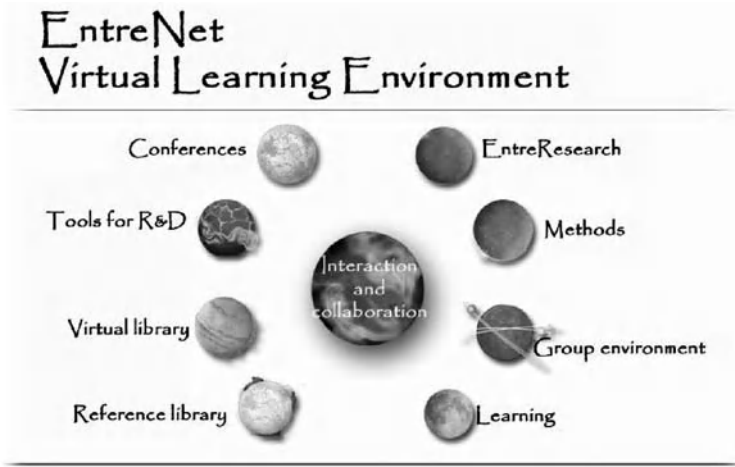 EntreNet
Virtual Learning Environment
Conferences
EntreResearch
Tools for R&D
Methods
Interaction
and
collaboration
Virtual library
Group environment
Reference library
Learning